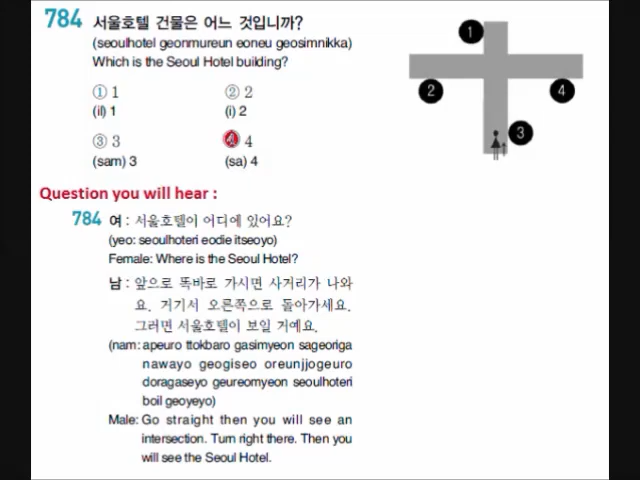 784 서울호텔 건물은 어느 것입니까?
(seoulhotel geonmureun eoneu geosimnikka)
Which is the Seoul Hotel building?
① 1 ② 2
(il) 1 (i) 2
③ 3 ④ 4
(sam) 3 (sa) 4
1
2
4
3
Question you will hear :
784 여 : 서울호텔이 어디에 있어요?
(yeo: seoulhoteri eodie itseoyo)
Female: Where is the Seoul Hotel?
남 : 앞으로 똑바로 가시면 사거리가 나와
요. 거기서 오른쪽으로 돌아가세요.
그러면 서울호텔이 보일 거예요.
(nam: apeuro ttokbaro gasimyeon sageoriga
nawayo geogiseo oreunjjogeuro
doragaseyo geureomyeon seoulhoteri
boil geoyeyo)
Male: Go straight then you will see an
intersection. Turn right there. Then you
will see the Seoul Hotel.